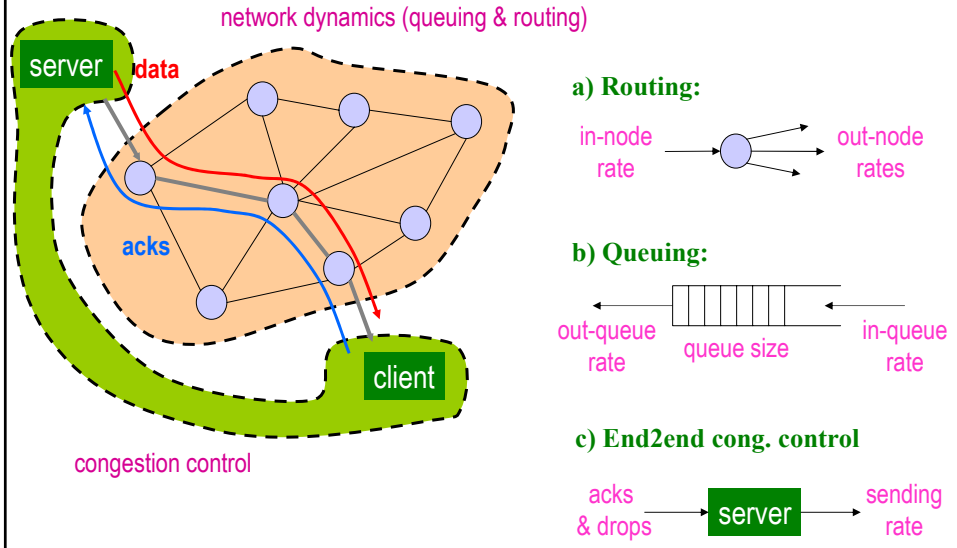 network dynamics (queuing & routing)
server
data
acks
client
congestion control
a) Routing:
in-node
rate
out-node
rates
b) Queuing:
out-queue
rate
queue size
in-queue
rate
c) End2end cong. control
acks
& drops
server
sending
rate